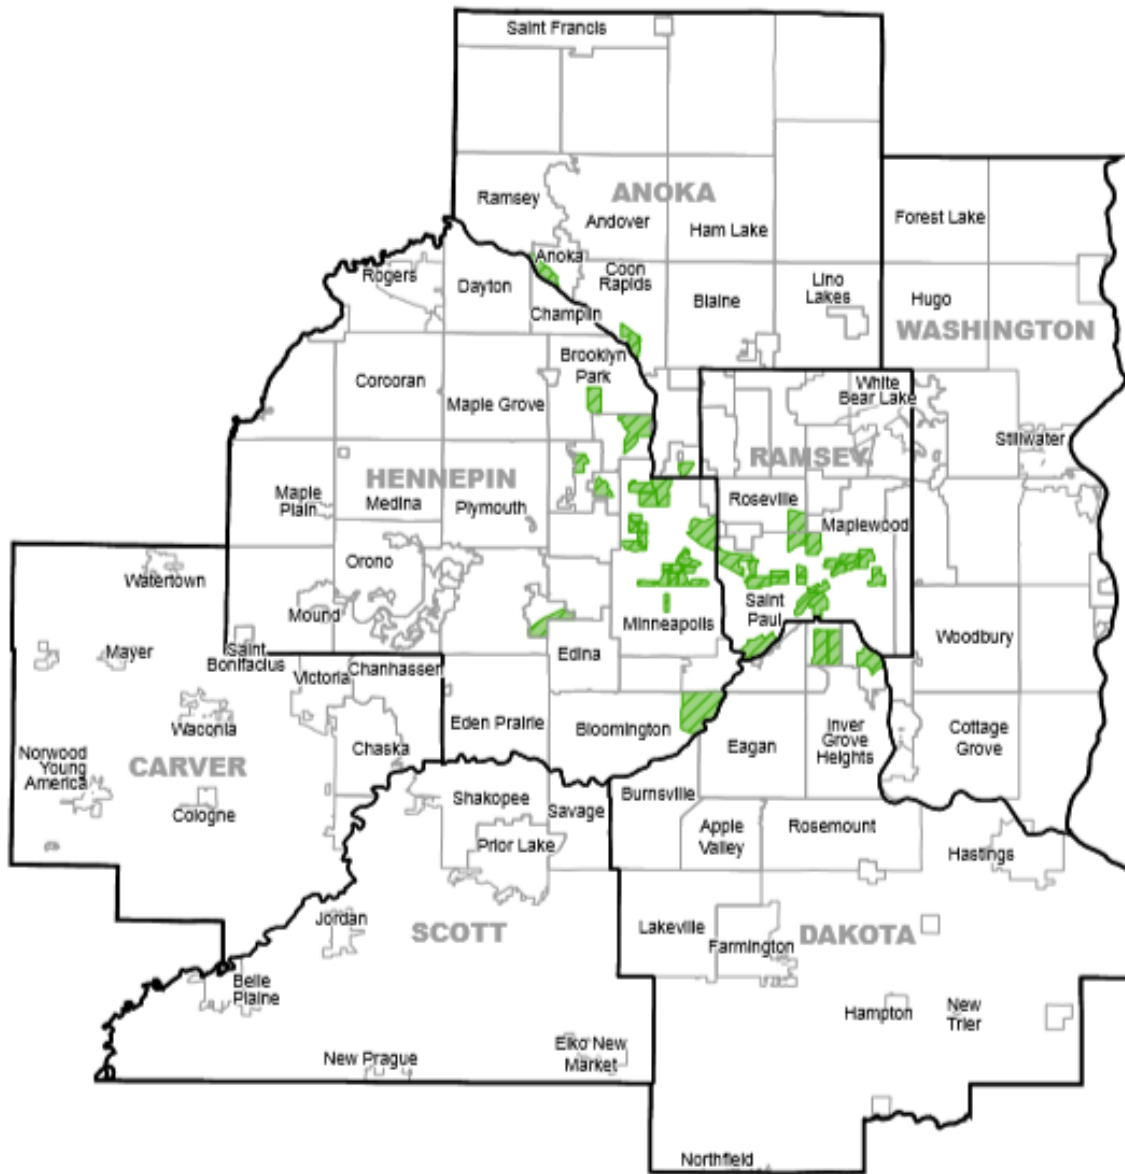 Saint Francis
Ramsey
ANOKA
Andover
Ham Lake
Forest Lake
Anoka
Rogers
Dayton
Coon
Rapids
Blaine
Lino
Lakes
Hugo
Champlin
WASHINGTON
Brooklyn
Park
Corcoran
Maple Grove
White
Bear Lake
Stillwater
HENNEPIN
RAMSEY
Maple
Plain
Medina
Plymouth
Roseville
Maplewood
Orono
Watertown
Mound
Minneapolis
Saint
Paul
Woodbury
Mayer
Saint
Bonifacius
Victoria
Chanhassen
Edina
Waconia
Eden Prairie
Bloomington
Eagan
Inver
Grove
Heights
Cottage
Grove
Norwood
Young
America
CARVER
Chaska
Cologne
Shakopee
Savage
Burnsville
Prior Lake
Apple
Valley
Rosemount
Hastings
Jordan
SCOTT
Lakeville
Farmington
DAKOTA
Belle
Plaine
Hampton
New
Trier
New Prague
Elko New
Market
Northfield